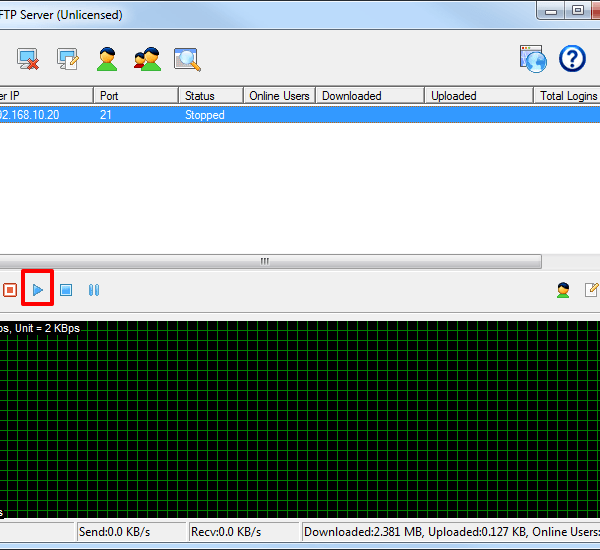 FTP Server (Unlicensed)
er IP Port Status Online Users Downloaded Uploaded Total Logins
92.168.10.20 21 Stopped
ps, Unit = 2 KBps
s
Send:0.0 KB/s Recv:0.0 KB/s Downloaded:2.381 MB, Uploaded:0.127 KB, Online Users: